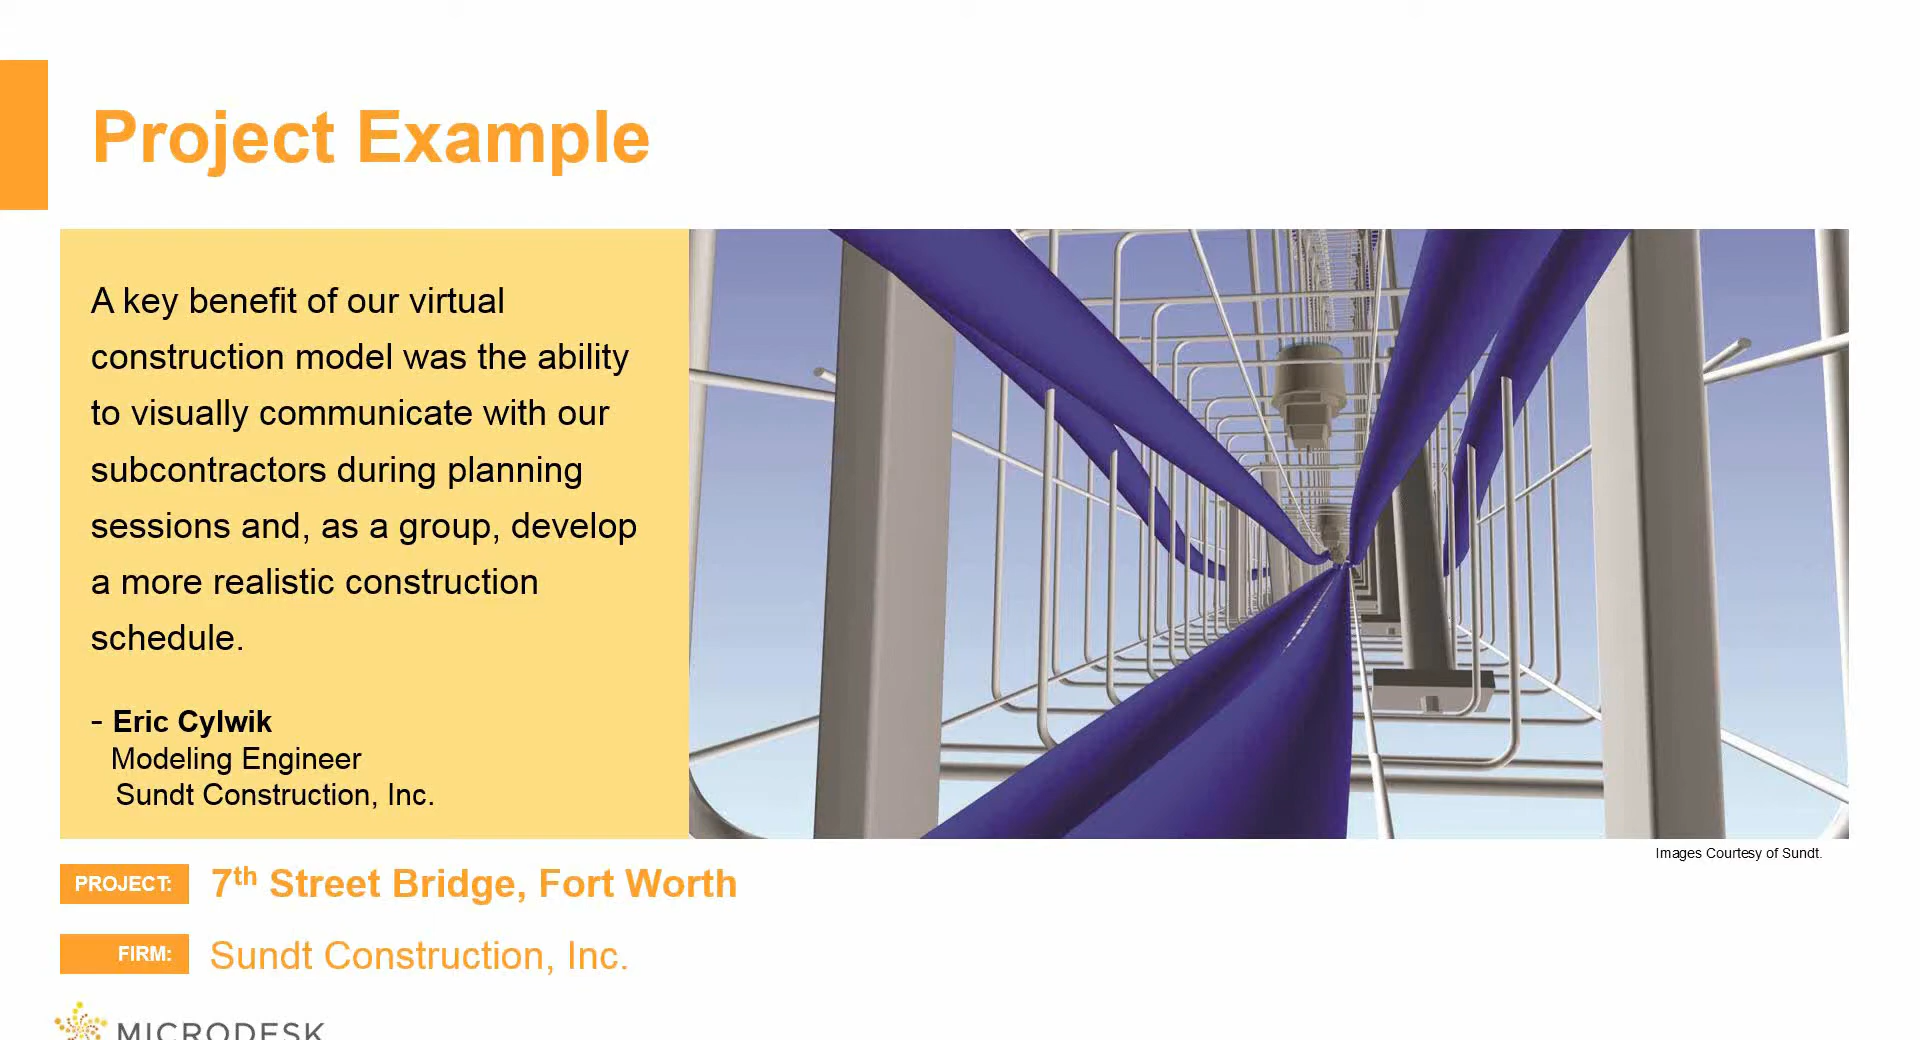 Project Example
A key benefit of our virtual
construction model was the ability
to visually communicate with our
subcontractors during planning
sessions and, as a group, develop
a more realistic construction
schedule.
- Eric Cylwik
Modeling Engineer
Sundt Construction, Inc.
Images Courtesy of Sundt.
PROJECT: 7th Street Bridge, Fort Worth
FIRM: Sundt Construction, Inc.
MICRODESK